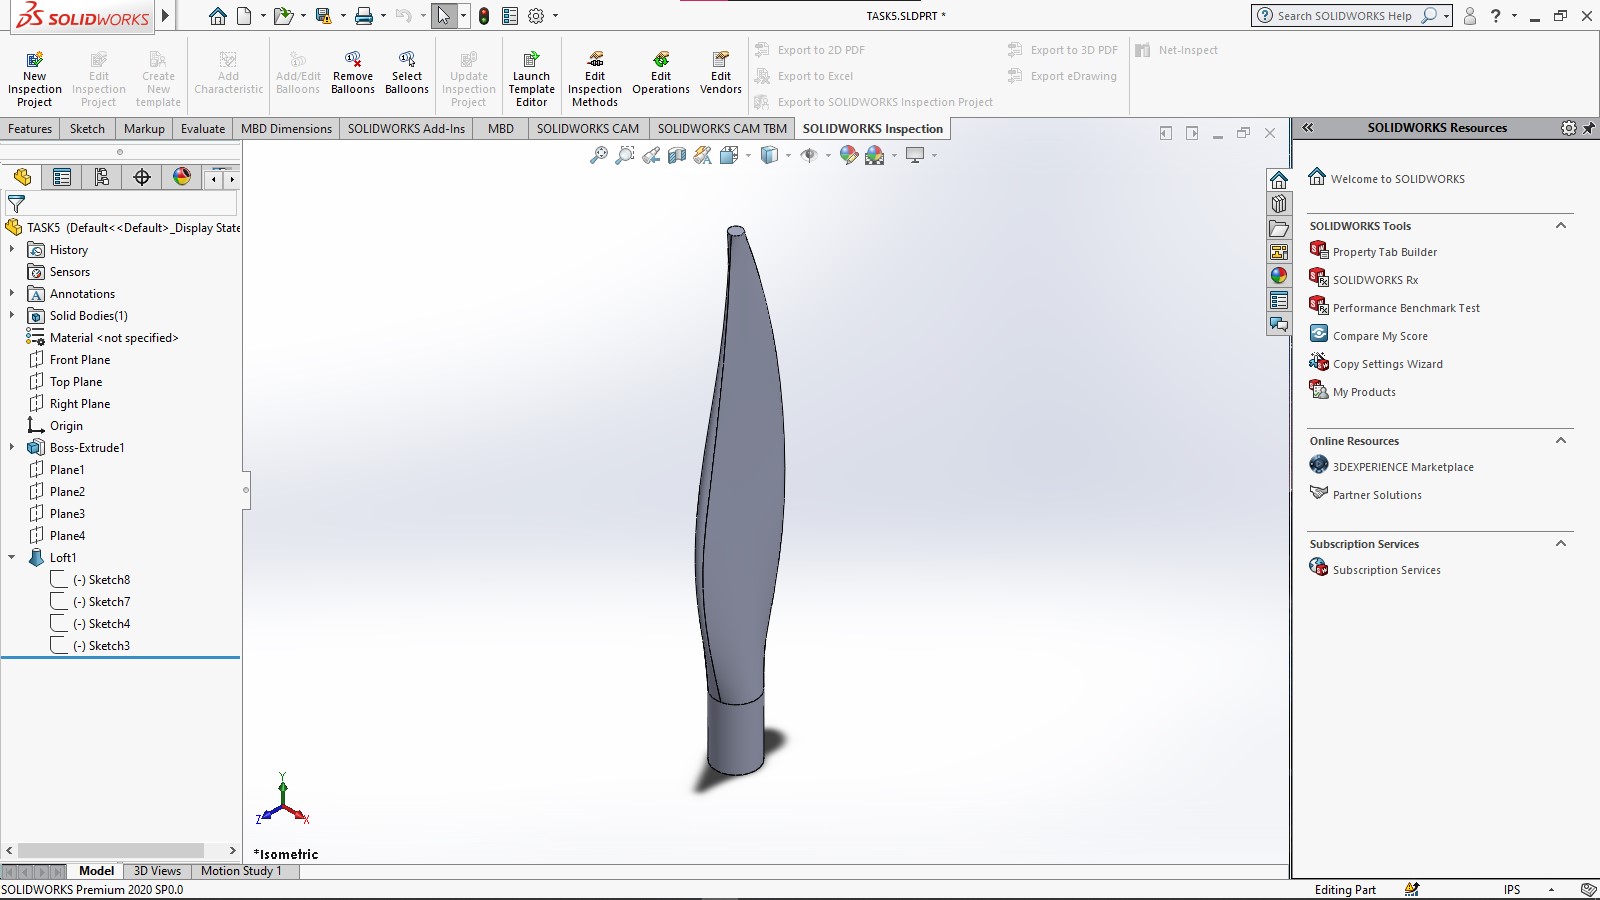 SOLIDWORKS
TASK5.SLDPRT *
Search SOLIDWORKS Help
New Inspection Project
Edit Inspection Project
Create New template
Add Characteristic
Add/Edit Balloons
Remove Balloons
Select Balloons
Update Inspection Project
Launch Template Editor
Edit Inspection Methods
Edit Operations
Edit Vendors
Export to 2D PDF
Export to Excel
Export to SOLIDWORKS Inspection Project
Export to 3D PDF
Export eDrawing
Net-Inspect
Features
Sketch
Markup
Evaluate
MBD Dimensions
SOLIDWORKS Add-Ins
MBD
SOLIDWORKS CAM
SOLIDWORKS CAM TBM
SOLIDWORKS Inspection
TASK5 (Default<<Default>_Display State
History
Sensors
Annotations
Solid Bodies(1)
Material <not specified>
Front Plane
Top Plane
Right Plane
Origin
Boss-Extrude1
Plane1
Plane2
Plane3
Plane4
Loft1
(-) Sketch8
(-) Sketch7
(-) Sketch4
(-) Sketch3
Y
Z
X
*Isometric
SOLIDWORKS Resources
Welcome to SOLIDWORKS
SOLIDWORKS Tools
Property Tab Builder
SOLIDWORKS Rx
Performance Benchmark Test
Compare My Score
Copy Settings Wizard
My Products
Online Resources
3DEXPERIENCE Marketplace
Partner Solutions
Subscription Services
Subscription Services
Model
3D Views
Motion Study 1
SOLIDWORKS Premium 2020 SP0.0
Editing Part
IPS